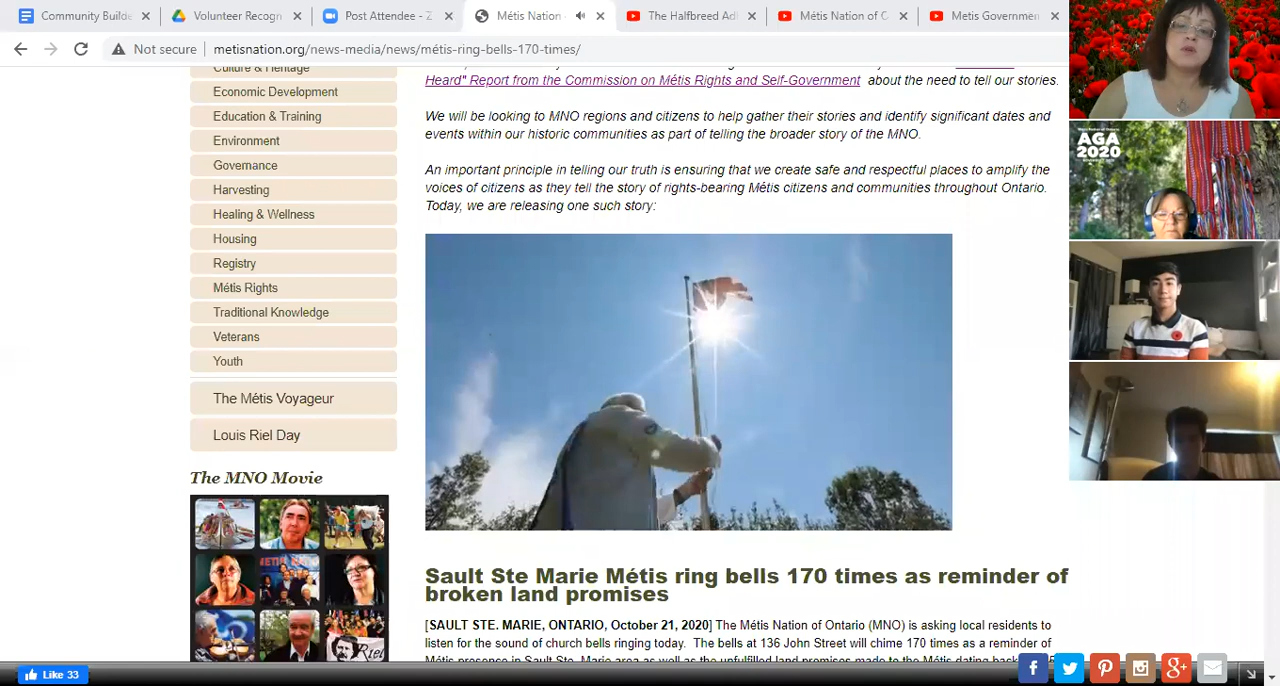 Community Builde
Volunteer Recogn
Post Attendee - Z
Métis Nation
The Halfbreed Adh
Métis Nation of O
Metis Governmen
Not secure
metisnation.org/news-media/news/metis-ring-bells-170-times/
Culture & Heritage
Economic Development
Education & Training
Environment
Governance
Harvesting
Healing & Wellness
Housing
Registry
Métis Rights
Traditional Knowledge
Veterans
Youth
The Métis Voyageur
Louis Riel Day
The MNO Movie
Heard" Report from the Commission on Métis Rights and Self-Government about the need to tell our stories.
We will be looking to MNO regions and citizens to help gather their stories and identify significant dates and
events within our historic communities as part of telling the broader story of the MNO.
An important principle in telling our truth is ensuring that we create safe and respectful places to amplify the
voices of citizens as they tell the story of rights-bearing Métis citizens and communities throughout Ontario.
Today, we are releasing one such story:
Sault Ste Marie Métis ring bells 170 times as reminder of
broken land promises
[SAULT STE. MARIE, ONTARIO, October 21, 2020] The Métis Nation of Ontario (MNO) is asking local residents to
listen for the sound of church bells ringing today. The bells at 136 John Street will chime 170 times as a reminder of
Like 33
AGA
2020